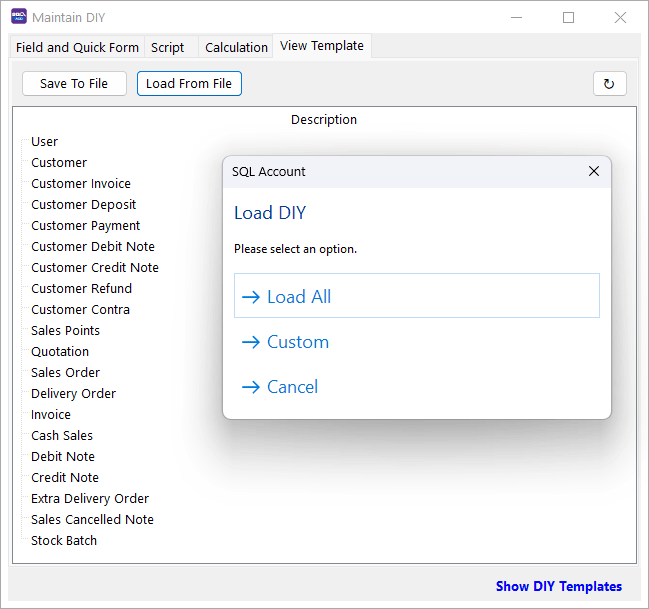 Maintain DIY
Field and Quick Form Script Calculation View Template
Save To File Load From File
Description
User
Customer
Customer Invoice
Customer Deposit
Customer Payment
Customer Debit Note
Customer Credit Note
Customer Refund
Customer Contra
Sales Points
Quotation
Sales Order
Delivery Order
Invoice
Cash Sales
Debit Note
Credit Note
Extra Delivery Order
Sales Cancelled Note
Stock Batch
SQL Account
Load DIY
Please select an option.
Load All
Custom
Cancel
Show DIY Templates